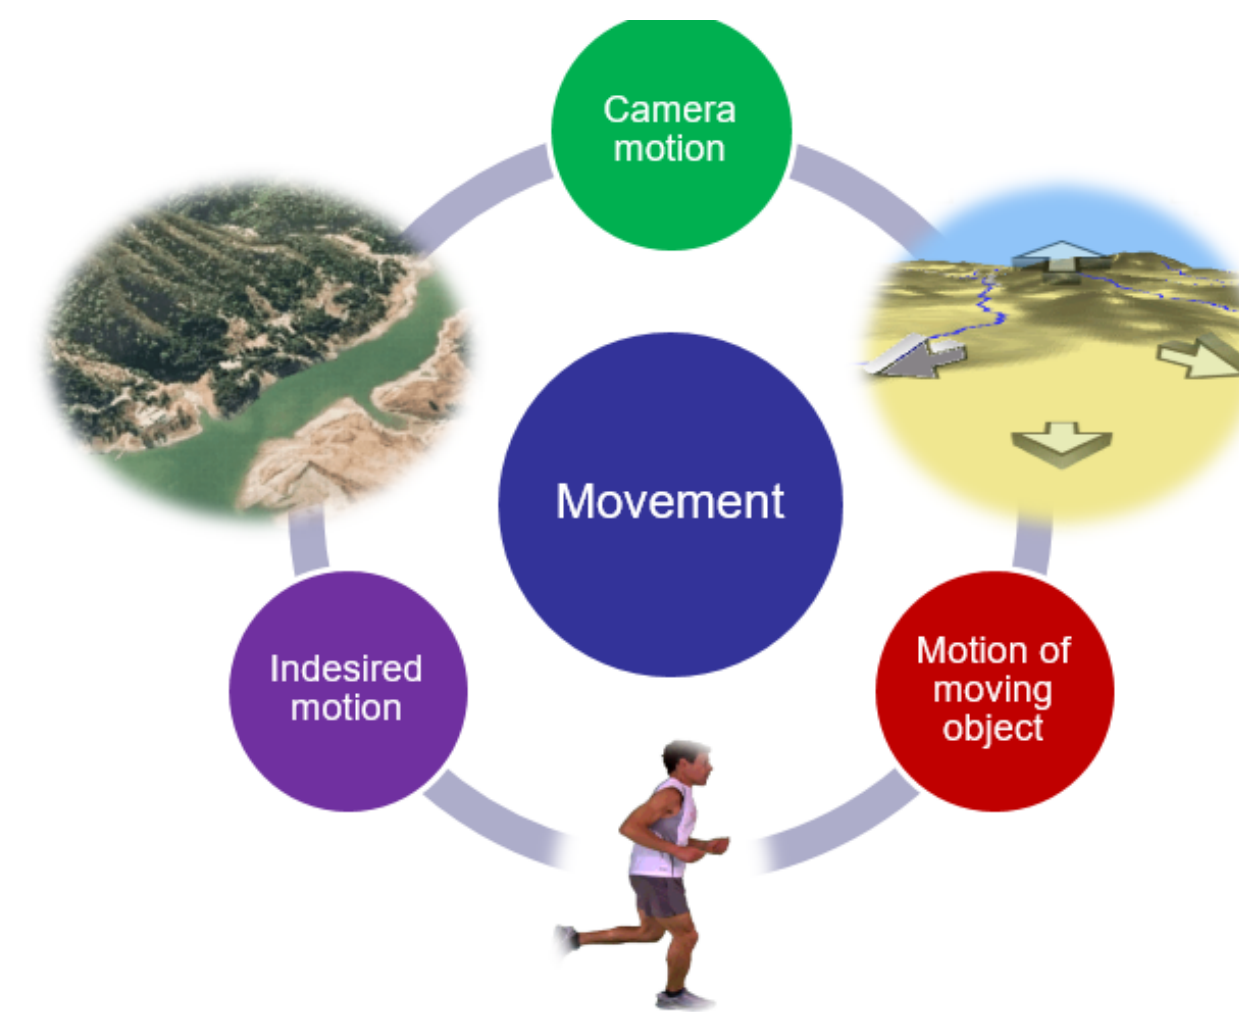 Camera
motion
Movement
Indesired
motion
Motion of
moving
object